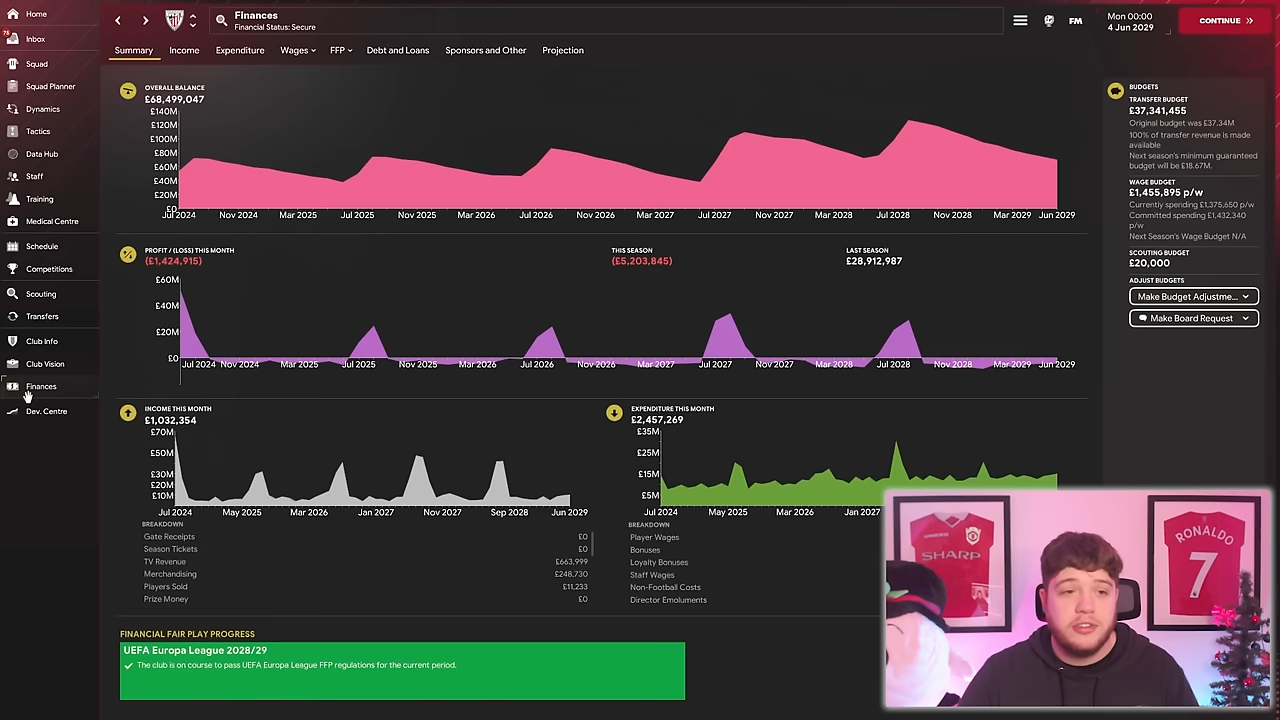 Home
75
Inbox
Squad
Squad Planner
Dynamics
Tactics
Data Hub
Staff
Training
Medical Centre
Schedule
Competitions
Scouting
Transfers
Club Info
Club Vision
Finances
Dev. Centre
Finances
Financial Status: Secure
FM
Mon 00:00
4 Jun 2029
CONTINUE
Summary Income Expenditure Wages FFP Debt and Loans Sponsors and Other Projection
OVERALL BALANCE
£68,499,047
£140M
£120M
£100M
£80M
£60M
£40M
£20M
£0
Jul 2024 Nov 2024 Mar 2025 Jul 2025 Nov 2025 Mar 2026 Jul 2026 Nov 2026 Mar 2027 Jul 2027 Nov 2027 Mar 2028 Jul 2028 Nov 2028 Mar 2029 Jun 2029
PROFIT / (LOSS) THIS MONTH
(£1,424,915)
THIS SEASON
(£5,203,845)
LAST SEASON
£28,912,987
£60M
£40M
£20M
£0
Jul 2024 Nov 2024 Mar 2025 Jul 2025 Nov 2025 Mar 2026 Jul 2026 Nov 2026 Mar 2027 Jul 2027 Nov 2027 Mar 2028 Jul 2028 Nov 2028 Mar 2029 Jun 2029
INCOME THIS MONTH
£1,032,354
£70M
£50M
£30M
£20M
£10M
Jul 2024 May 2025 Mar 2026 Jan 2027 Nov 2027 Sep 2028 Jun 2029
BREAKDOWN
Gate Receipts £0
Season Tickets £0
TV Revenue £663,999
Merchandising £248,730
Players Sold £11,233
Prize Money £0
EXPENDITURE THIS MONTH
£2,457,269
£35M
£25M
£15M
£5M
Jul 2024 May 2025 Mar 2026 Jan 2027
BREAKDOWN
Player Wages
Bonuses
Loyalty Bonuses
Staff Wages
Non-Football Costs
Director Emoluments
FINANCIAL FAIR PLAY PROGRESS
UEFA Europa League 2028/29
The club is on course to pass UEFA Europa League FFP regulations for the current period.
BUDGETS
TRANSFER BUDGET
£37,341,455
Original budget was £37.34M
100% of transfer revenue is made
available
Next season's minimum guaranteed
budget will be £18.67M.
WAGE BUDGET
£1,455,895 p/w
Currently spending £1,375,650 p/w
Committed spending £1,432,340
p/w
Next Season's Wage Budget N/A
SCOUTING BUDGET
£20,000
ADJUST BUDGETS
Make Budget Adjustme...
Make Board Request
SHARP
RONALDO
7